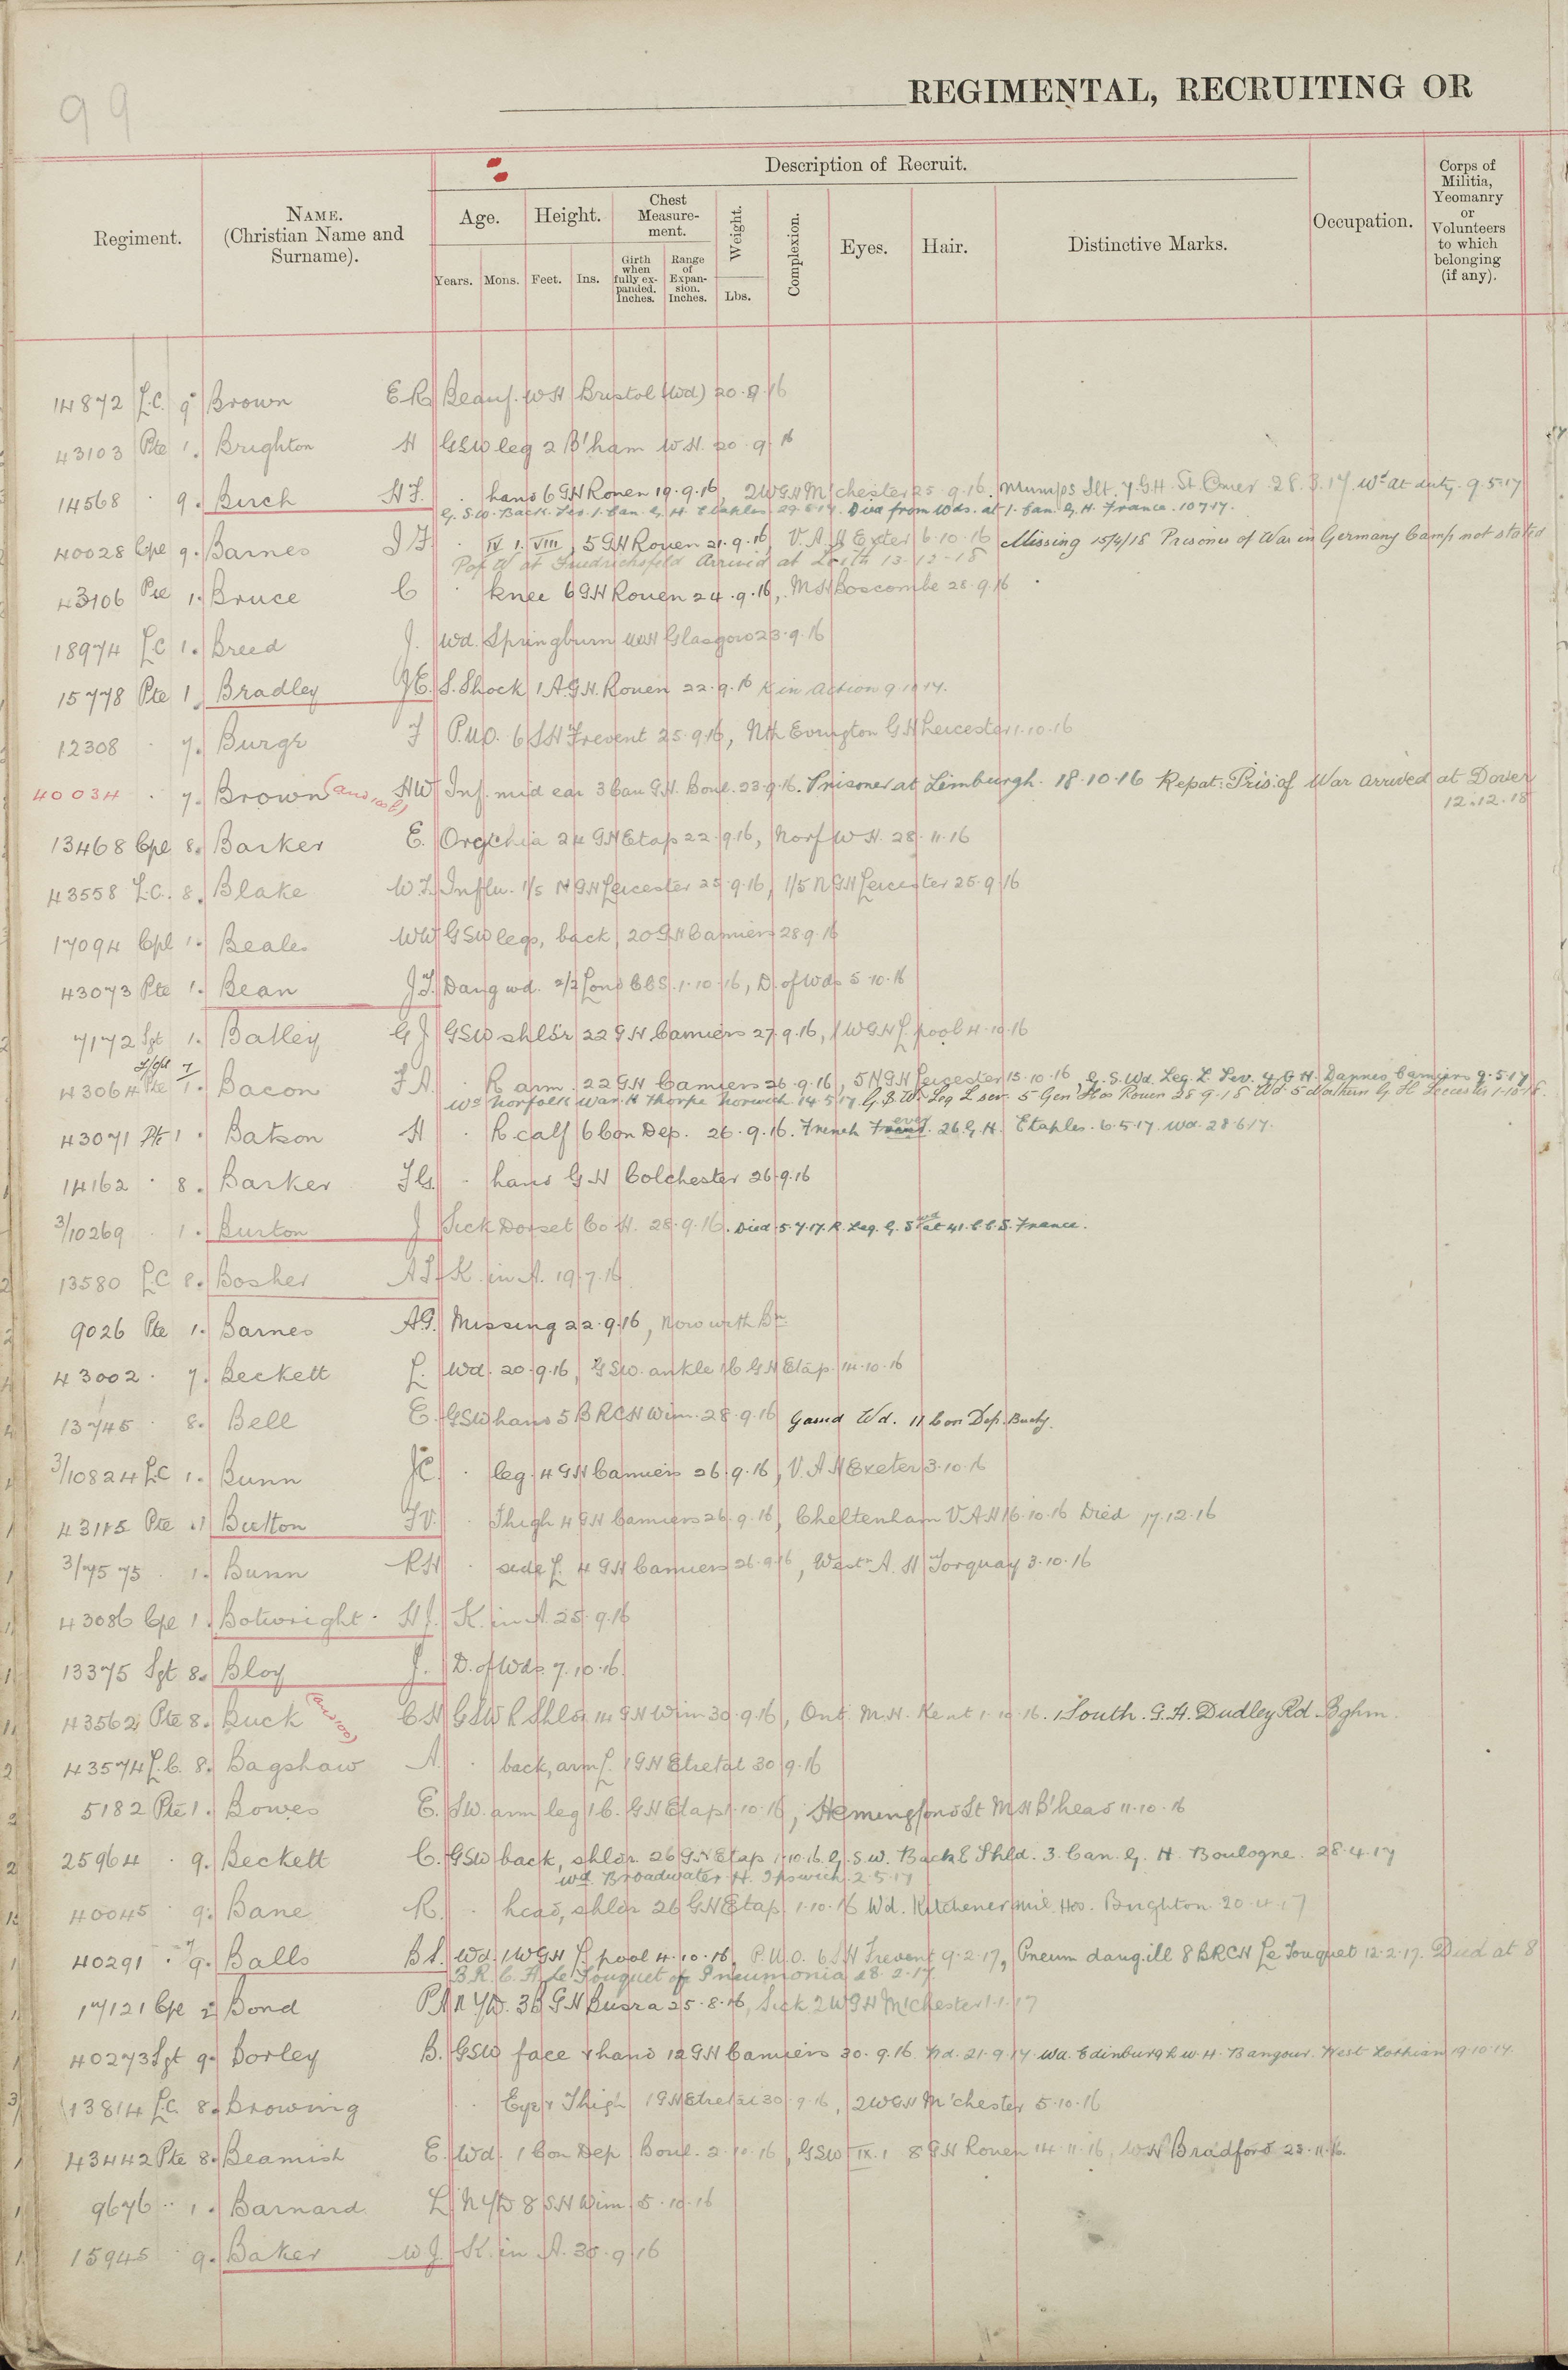 99
REGIMENTAL, RECRUITING OR
Regiment.
NAME.
(Christian Name and
Surname).
Description of Recruit.
Age.
Height.
Chest
Measure-
ment.
Weight.
Complexion.
Eyes.
Hair.
Distinctive Marks.
Occupation.
Corps of
Militia,
Yeomanry
or
Volunteers
to which
belonging
(if any).
Years.
Mons.
Feet.
Ins.
Girth
when
fully ex-
panded.
Inches.
Range
of
Expan-
sion.
Inches.
Lbs.
14872 L.C. 9. Brown E R Beauf. W H Bristol (Wd) 20.9.16
43103 Pte 1. Brighton H GSW leg 2 B'ham W H. 20.9.16
14568 . 9. Birch H F. . hand 6 GH Rouen 19.9.16, 2 WGH M'chester 25.9.16. Mumps Slt. 7 G.H. St. Omer. 28.3.17. Wd at duty. 9.5.17
G.S.W. Back. Sev. 1. Can. G. H. Etaples. 29.6.17. Died from Wds. at 1. Can. G. H. France. 10.7.17.
40028 Cpl 9. Barnes J F. . IV 1. VIII, 5 GH Rouen 21.9.16, V.A.H Exeter 6.10.16 Missing 15/4/18 Prisoner of War in Germany Camp not stated
P of W at Friedrichsfeld Arrived at Leith 13-12-18
43106 Pte 1. Bruce C . knee 6 GH Rouen 24.9.16, M H Boscombe 28.9.16
18974 L.C 1. Breed J. Wd. Springburn WH Glasgow 23.9.16
15778 Pte 1. Bradley J E. S. Shock 1 A.G.H. Rouen 22.9.16 K in action 9.10.17.
12308 . 7. Burge J P.U.O. 6 S H Frevent 25.9.16, Nth Evington G H Leicester 1.10.16
40034 . 7. Brown (and 100b) H W Inf. mid ear 3 Can G.H. Boul. 23.9.16. Prisoner at Limburgh. 18.10.16 Repat: Pris: of War arrived at Dover
12.12.18
13468 Cpl 8. Barker E. Orchia 24 GH Etap 22.9.16, Norf W H. 28.11.16
43558 L.C. 8. Blake W.F. Influ. 1/5 N GH Leicester 25.9.16, 1/5 N GH Leicester 25.9.16
17094 Cpl 1. Beales W W GSW legs, back, 20 GH Camiers 28.9.16
43073 Pte 1. Bean J F. Dang wd. 2/2 Lond CCS. 1.10.16, D. of Wds 5.10.16
7172 Sgt 1. Batley G J GSW shldr 22 GH Camiers 27.9.16, 1 WGH L'pool 4.10.16
L/Cpl 7
43064 Pte 1. Bacon F A. . R arm. 22 GH Camiers 26.9.16, 5 N GH Leicester 15.10.16, G.S.Wd. Leg. L. Sev. 4 G H. Dannes Camiers 9.5.17
Wd Norfolk War. H Thorpe Norwich 14.5.17. G.S.W. Leg L sev. 5 Gen Hos Rouen 25.9.18 Wd. 5 Northern G H Leicester 1-10-18.
43071 Pte 1. Batson H . R. calf 6 Con Dep. 26.9.16. Trench Fever. 26 G. H. Etaples. 6.5.17. Wd. 28.6.17.
14162 . 8. Barker F G. . hand G H Colchester 26.9.16
3/10269 . 1. Burton J Sick Dorset Co H. 28.9.16. Died 5.7.17. R. Leg. G. S. Wd at 41. C.C.S. France.
13580 L.C 8. Bosher A J K. in A. 19.7.16
9026 Pte 1. Barnes A G. Missing 22.9.16, Now with Bn
43002 . 7. Beckett L. Wd. 20.9.16, GSW. ankle 16 GH Etap. 14.10.16
13745 . 8. Bell E. GSW hand 5 BRCH Wim. 28.9.16 Gassed Wd. 11 Con Dep. Buchy.
3/10824 L.C 1. Bunn J C. . leg 4 GH Camiers 26.9.16, V.A H Exeter 3.10.16
43115 Pte 1 Button F V. . Thigh 4 GH Camiers 26.9.16, Cheltenham V.A.H 16.10.16 Died 17.12.16
3/7575 . 1. Bunn R H . side L. 4 GH Camiers 26.9.16, Westn A. H Torquay 3.10.16
43086 Cpl 1. Botwright . H J. K. in A. 25.9.16
13375 Sgt 8. Bloy J. D. of Wds. 7.10.16.
43562 Pte 8. Buck (and 100) C H GSW R Shldr 14 GH Wim 30.9.16, Ont. M.H. Kent 1.10.16. 1 South. G.H. Dudley Rd. Bghm.
43574 L.C. 8. Bagshaw A. . back, arm L. 1 GH Etretat 30.9.16
5182 Pte 1. Bowes E. SW. arm leg 1 C. GH Etap 1.10.16, Hemingford St M H B'head 11.10.16
25964 . 9. Beckett C. GSW back, shldr. 26 GH Etap 1.10.16. G.S.W. Back & Shld. 3. Can. G. H. Boulogne. 28.4.17
Wd Broadwater. H. Ipswich. 2.5.17
40045 . 9. Bane R. . head, shldr 26 GH Etap. 1.10.16 Wd. Kitchener Mil. Hos. Brighton 20.4.17
40291 . 9. Balls B S. Wd. 1 WGH L'pool 4.10.16, P.U.O. 6 S H Frevent 9.2.17, Pneum dang. ill 8 BRCH Le Touquet 12.2.17. Died at 8
B.R.C.H. le Touquet of Pneumonia 18.2.17.
17121 Cpl 2 Bond P A N.Y.D. 3 B GH Busra 25.8.16, Sick 2 WGH M'chester 1.1.17
40273 Sgt 9. Borley B. GSW face & hand 12 GH Camiers 30.9.16 Wd. 21.9.17. Wd. Edinburgh W.H. Bangour. West Lothian 19.10.17.
13814 L.C. 8. Browning . Eye & Thigh 1 GH Etretat 30.9.16, 2 WGH M'chester 5.10.16
43442 Pte 8. Beamish E. Wd. 1 Con Dep Boul. 2.10.16, GSW IX. 1 8 GH Rouen 14.11.16, W H Bradford 23.11.16.
9676 . 1. Barnard L N.Y.D 8 S H Wim 5.10.16
15945 . 9. Baker W J. K. in A. 30.9.16